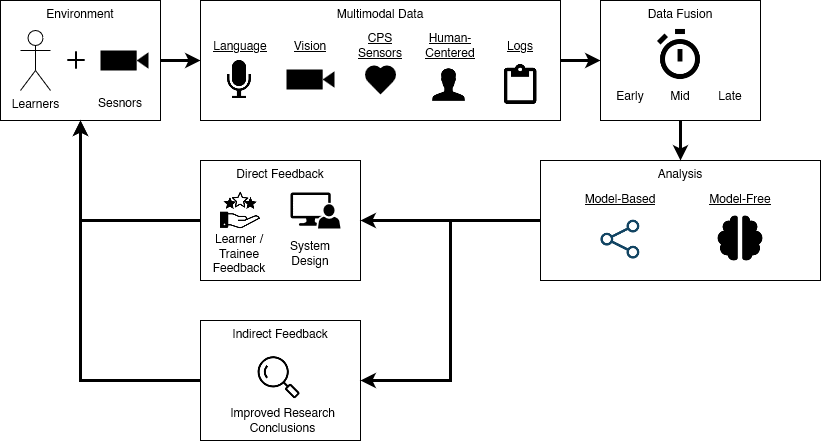 Environment
Learners
+
Sesnors
Multimodal Data
Language
Vision
CPS
Sensors
Human-
Centered
Logs
Data Fusion
Early
Mid
Late
Analysis
Model-Based
Model-Free
Direct Feedback
Learner /
Trainee
Feedback
System
Design
Indirect Feedback
Improved Research
Conclusions